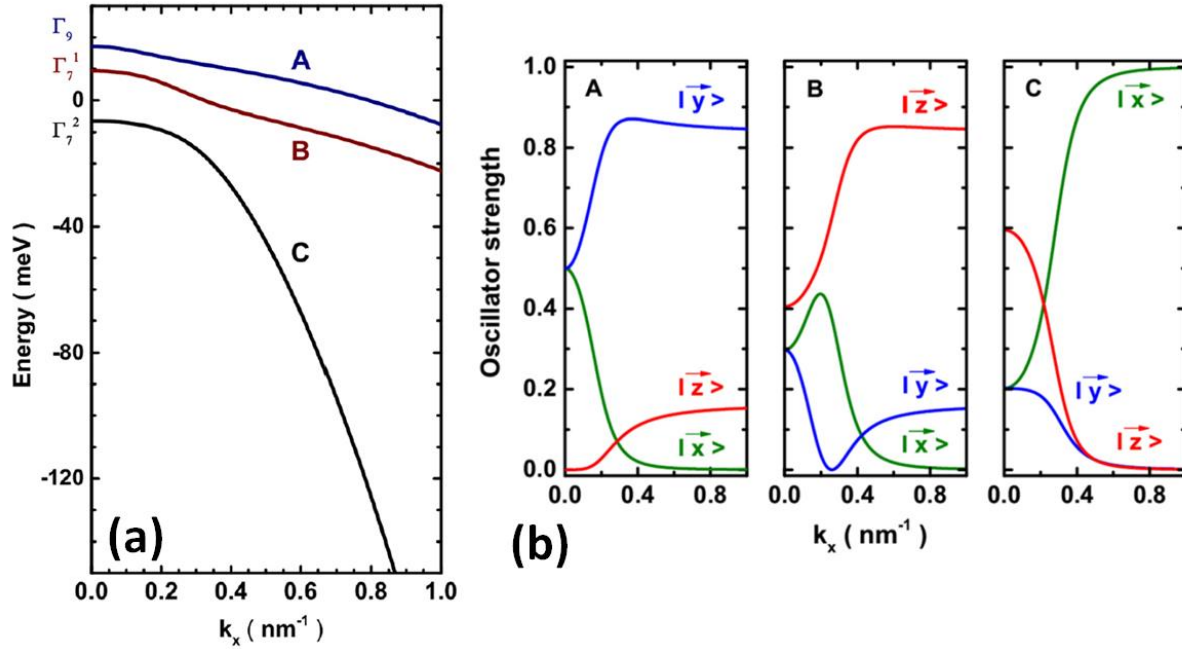 Γ₉
Γ₇¹
Γ₇²
A
B
C
Energy ( meV )
0
-40
-80
-120
0.0 0.2 0.4 0.6 0.8 1.0
kₓ ( nm⁻¹ )
(a)
Oscillator strength
1.0
0.8
0.6
0.4
0.2
0.0
A
| y⃗ >
| z⃗ >
| x⃗ >
0.0 0.4 0.8
B
| z⃗ >
| y⃗ >
| x⃗ >
0.0 0.4 0.8
C
| x⃗ >
| y⃗ >
| z⃗ >
0.0 0.4 0.8
kₓ ( nm⁻¹ )
(b)